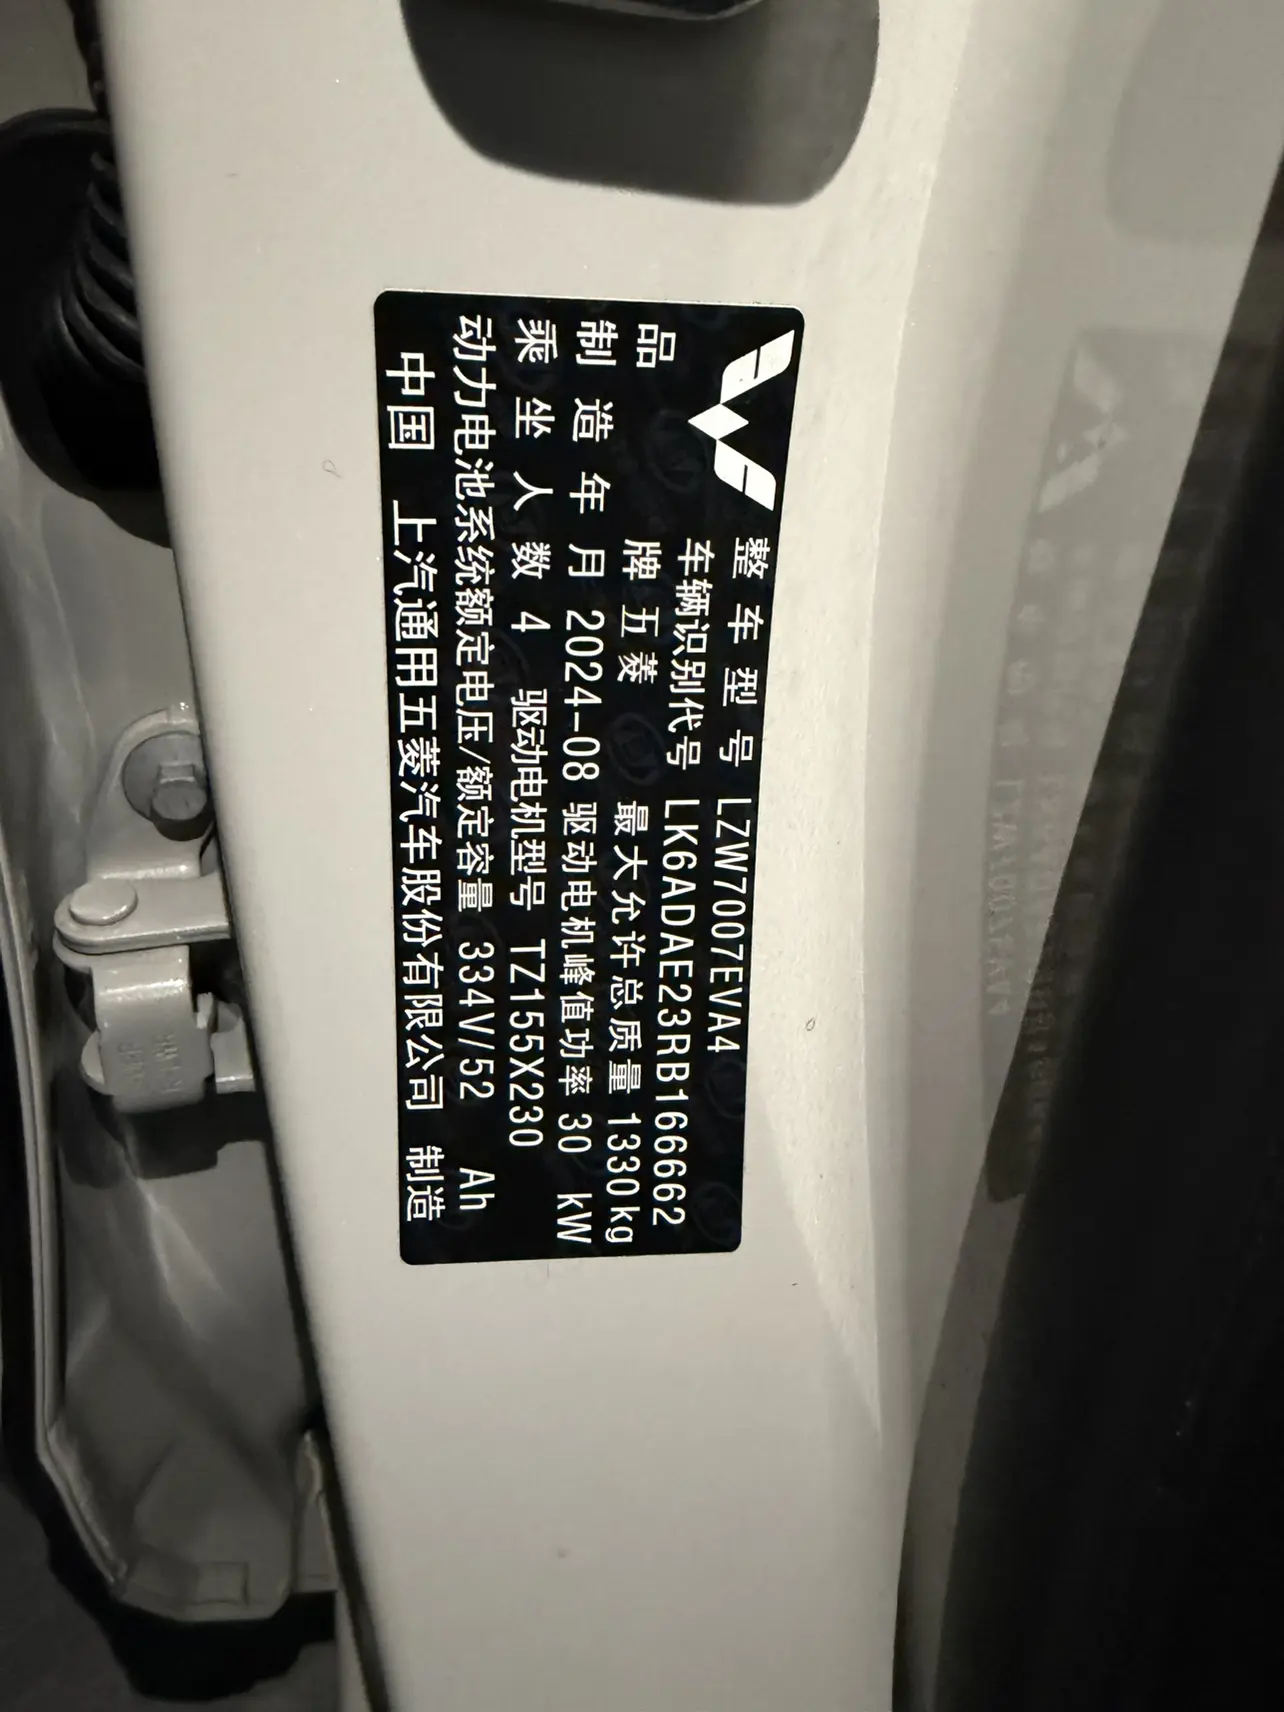 整车型号 LZW7007EVA4
车辆识别代号 LK6ADAE23RB166662
品牌 五菱 最大允许总质量 1330kg
制造年月 2024-08 驱动电机峰值功率 30 kW
乘坐人数 4 驱动电机型号 TZ155X230
动力电池系统额定电压/额定容量 334V/52 Ah
中国 上汽通用五菱汽车股份有限公司 制造